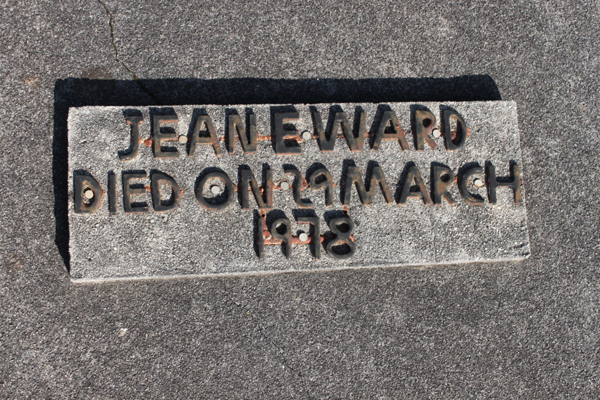 JEAN E WARD
DIED ON 29 MARCH
1978